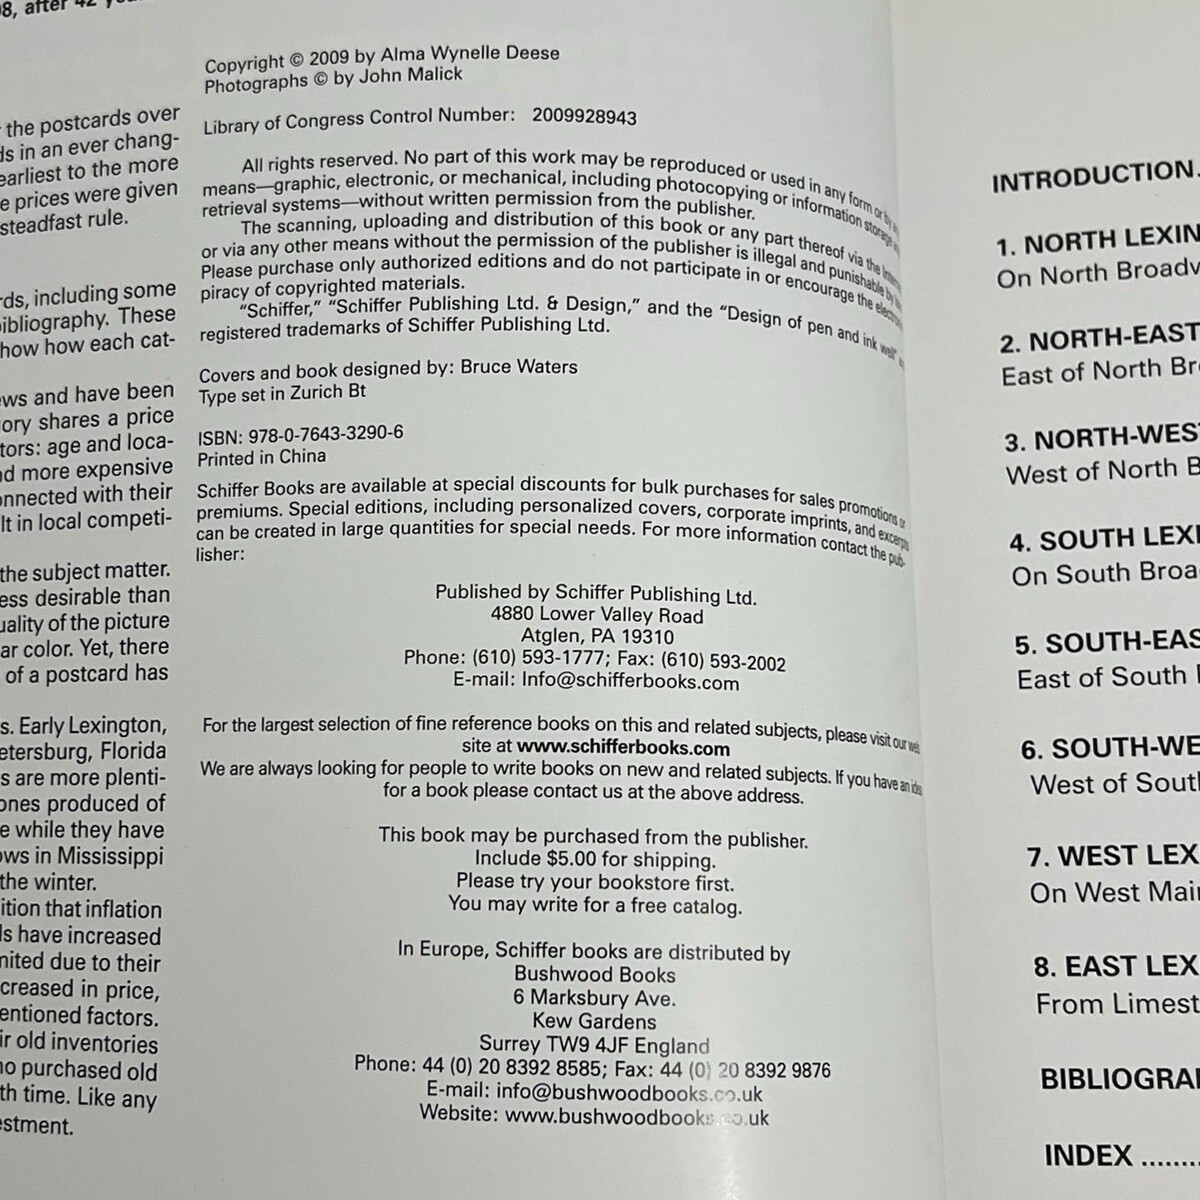 08, after 42
the postcards over
ds in an ever chang-
earliest to the more
e prices were given
steadfast rule.
rds, including some
ibliography. These
how how each cat-
ews and have been
ory shares a price
tors: age and loca-
nd more expensive
onnected with their
lt in local competi-
the subject matter.
ess desirable than
uality of the picture
ar color. Yet, there
of a postcard has
s. Early Lexington,
etersburg, Florida
s are more plenti-
ones produced of
e while they have
ows in Mississippi
the winter.
ition that inflation
ls have increased
nited due to their
creased in price,
entioned factors.
ir old inventories
no purchased old
th time. Like any
estment.
Copyright © 2009 by Alma Wynelle Deese
Photographs © by John Malick
Library of Congress Control Number: 2009928943
All rights reserved. No part of this work may be reproduced or used in any form or by
means—graphic, electronic, or mechanical, including photocopying or information storage
retrieval systems—without written permission from the publisher.
The scanning, uploading and distribution of this book or any part thereof via the Internet
or via any other means without the permission of the publisher is illegal and punishable by
Please purchase only authorized editions and do not participate in or encourage the electronic
piracy of copyrighted materials.
“Schiffer,” “Schiffer Publishing Ltd. & Design,” and the “Design of pen and ink well”
registered trademarks of Schiffer Publishing Ltd.
Covers and book designed by: Bruce Waters
Type set in Zurich Bt
ISBN: 978-0-7643-3290-6
Printed in China
Schiffer Books are available at special discounts for bulk purchases for sales promotions or
premiums. Special editions, including personalized covers, corporate imprints, and excerpts
can be created in large quantities for special needs. For more information contact the pub-
lisher:
Published by Schiffer Publishing Ltd.
4880 Lower Valley Road
Atglen, PA 19310
Phone: (610) 593-1777; Fax: (610) 593-2002
E-mail: Info@schifferbooks.com
For the largest selection of fine reference books on this and related subjects, please visit our web
site at www.schifferbooks.com
We are always looking for people to write books on new and related subjects. If you have an idea
for a book please contact us at the above address.
This book may be purchased from the publisher.
Include $5.00 for shipping.
Please try your bookstore first.
You may write for a free catalog.
In Europe, Schiffer books are distributed by
Bushwood Books
6 Marksbury Ave.
Kew Gardens
Surrey TW9 4JF England
Phone: 44 (0) 20 8392 8585; Fax: 44 (0) 20 8392 9876
E-mail: info@bushwoodbooks.co.uk
Website: www.bushwoodbooks.co.uk
INTRODUCTION.
1. NORTH LEXIN
On North Broadw
2. NORTH-EAST
East of North Br
3. NORTH-WEST
West of North B
4. SOUTH LEXI
On South Broa
5. SOUTH-EAS
East of South
6. SOUTH-WE
West of South
7. WEST LEX
On West Main
8. EAST LEX
From Limest
BIBLIOGRA
INDEX ........